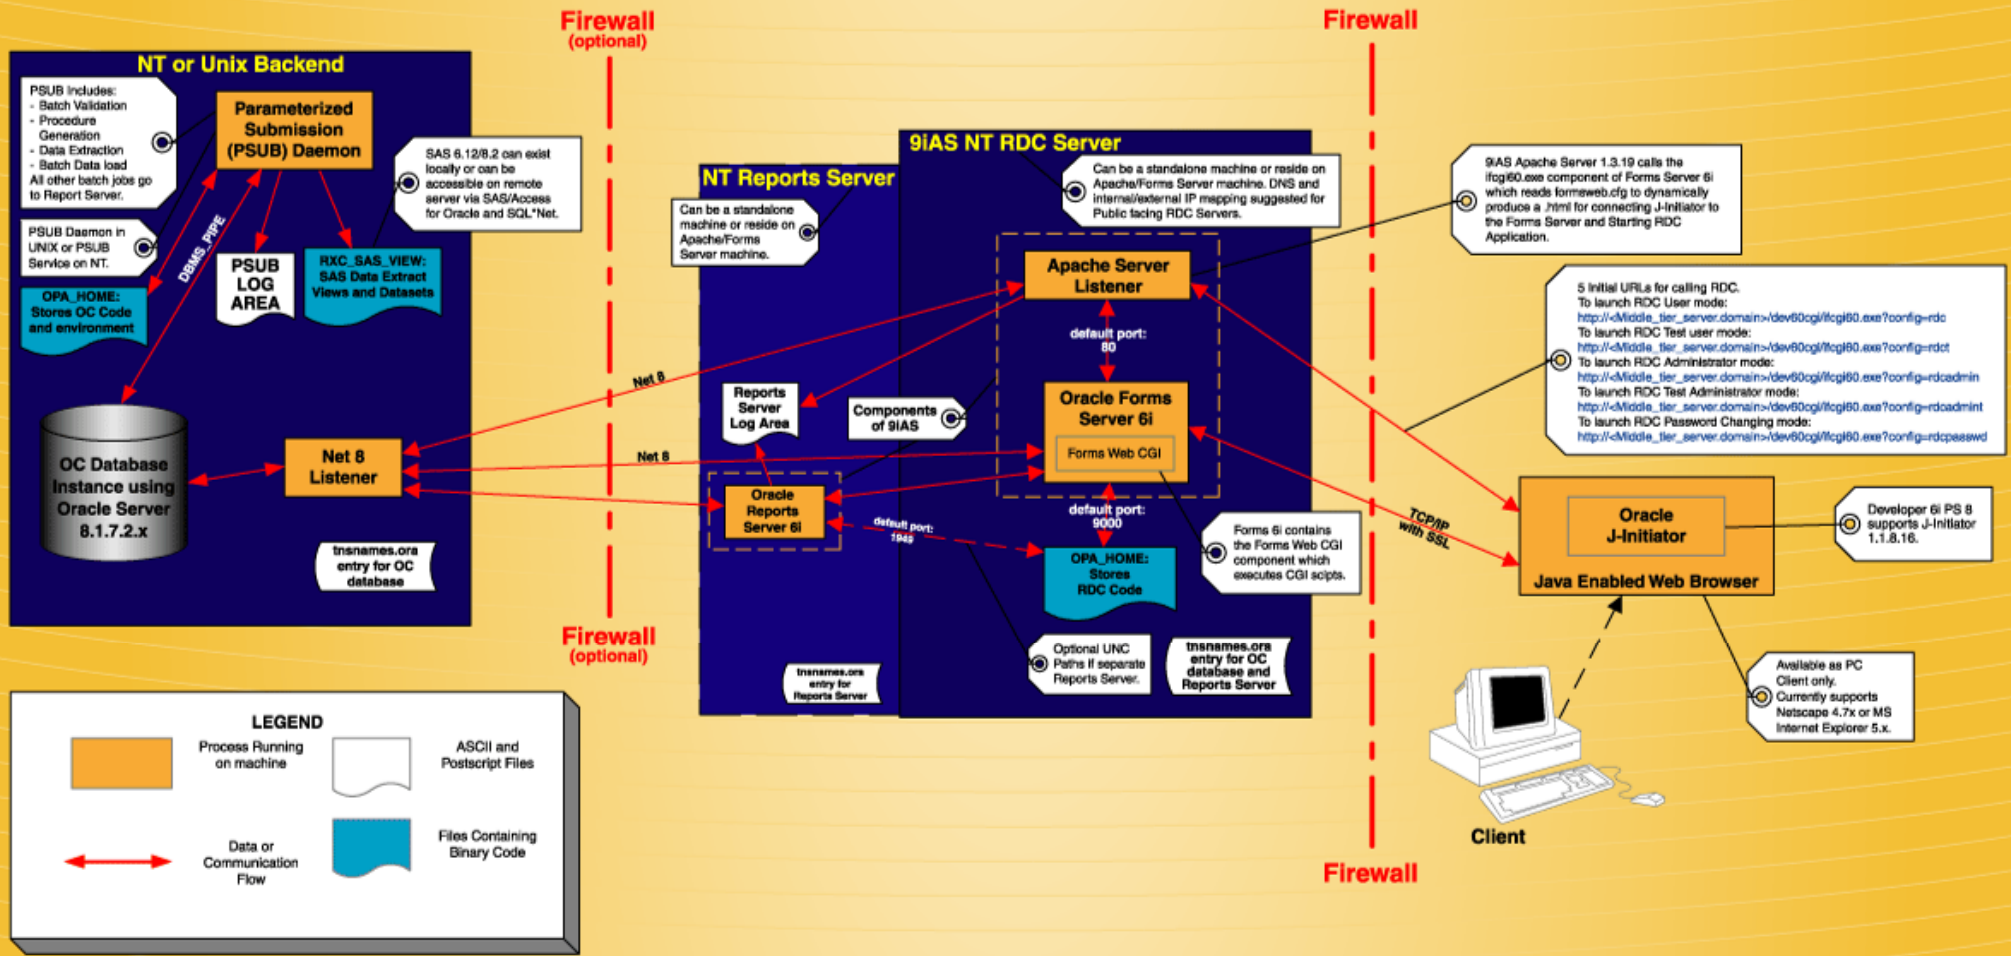 Firewall
(optional)
Firewall
NT or Unix Backend
PSUB Includes:
- Batch Validation
- Procedure
Generation
- Data Extraction
- Batch Data load
All other batch jobs go
to Report Server.
Parameterized
Submission
(PSUB) Daemon
SAS 6.12/8.2 can exist
locally or can be
accessible on remote
server via SAS/Access
for Oracle and SQL*Net.
PSUB Daemon in
UNIX or PSUB
Service on NT.
DBMS_PIPE
OPA_HOME:
Stores OC Code
and environment
PSUB
LOG
AREA
RXC_SAS_VIEW:
SAS Data Extract
Views and Datasets
OC Database
Instance using
Oracle Server
8.1.7.2.x
Net 8
Listener
tnsnames.ora
entry for OC
database
Net 8
Net 8
Firewall
(optional)
NT Reports Server
Can be a standalone
machine or reside on
Apache/Forms
Server machine.
Reports
Server
Log Area
Components
of 9iAS
Oracle
Reports
Server 6i
default port:
1949
tnsnames.ora
entry for
Reports Server
9iAS NT RDC Server
Can be a standalone machine or reside on
Apache/Forms Server machine. DNS and
internal/external IP mapping suggested for
Public facing RDC Servers.
Apache Server
Listener
default port:
80
Oracle Forms
Server 6i
Forms Web CGI
default port:
9000
OPA_HOME:
Stores
RDC Code
Forms 6i contains
the Forms Web CGI
component which
executes CGI scipts.
Optional UNC
Paths if separate
Reports Server.
tnsnames.ora
entry for OC
database and
Reports Server
9iAS Apache Server 1.3.19 calls the
ifcgi60.exe component of Forms Server 6i
which reads formsweb.cfg to dynamically
produce a .html for connecting J-Initiator to
the Forms Server and Starting RDC
Application.
5 Initial URLs for calling RDC.
To launch RDC User mode:
http://<Middle_tier_server.domain>/dev60cgi/ifcgi60.exe?config=rdc
To launch RDC Test user mode:
http://<Middle_tier_server.domain>/dev60cgi/ifcgi60.exe?config=rdct
To launch RDC Administrator mode:
http://<Middle_tier_server.domain>/dev60cgi/ifcgi60.exe?config=rdcadmin
To launch RDC Test Administrator mode:
http://<Middle_tier_server.domain>/dev60cgi/ifcgi60.exe?config=rdcadmint
To launch RDC Password Changing mode:
http://<Middle_tier_server.domain>/dev60cgi/ifcgi60.exe?config=rdcpasswd
TCP/IP
with SSL
Oracle
J-Initiator
Java Enabled Web Browser
Developer 6i PS 8
supports J-Initiator
1.1.8.16.
Available as PC
Client only.
Currently supports
Netscape 4.7x or MS
Internet Explorer 5.x.
Client
Firewall
LEGEND
Process Running
on machine
ASCII and
Postscript Files
Data or
Communication
Flow
Files Containing
Binary Code